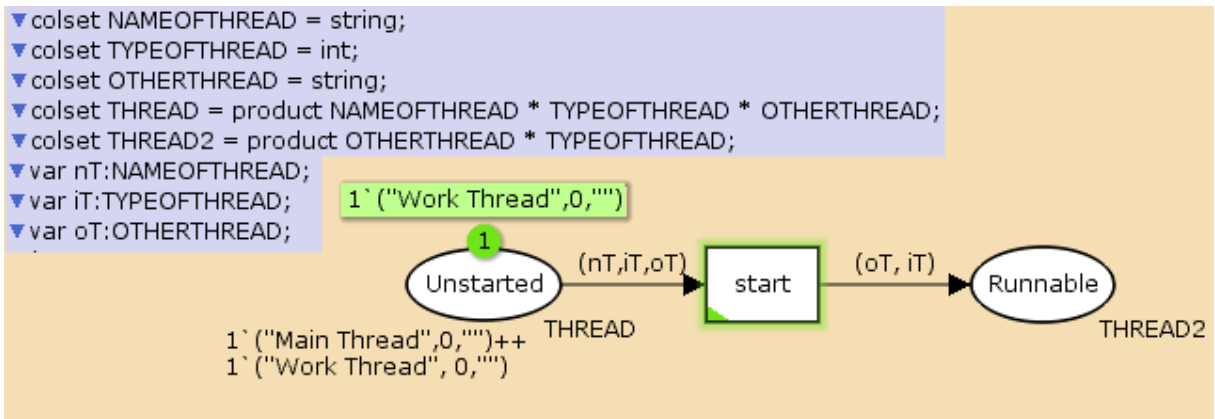 colset NAMEOFTHREAD = string;
colset TYPEOFTHREAD = int;
colset OTHERTHREAD = string;
colset THREAD = product NAMEOFTHREAD * TYPEOFTHREAD * OTHERTHREAD;
colset THREAD2 = product OTHERTHREAD * TYPEOFTHREAD;
var nT:NAMEOFTHREAD;
var iT:TYPEOFTHREAD;
var oT:OTHERTHREAD;
1`("Work Thread",0,"")
1
Unstarted
(nT,iT,oT)
start
(oT, iT)
Runnable
THREAD
THREAD2
1`("Main Thread",0,"")++
1`("Work Thread", 0,"")